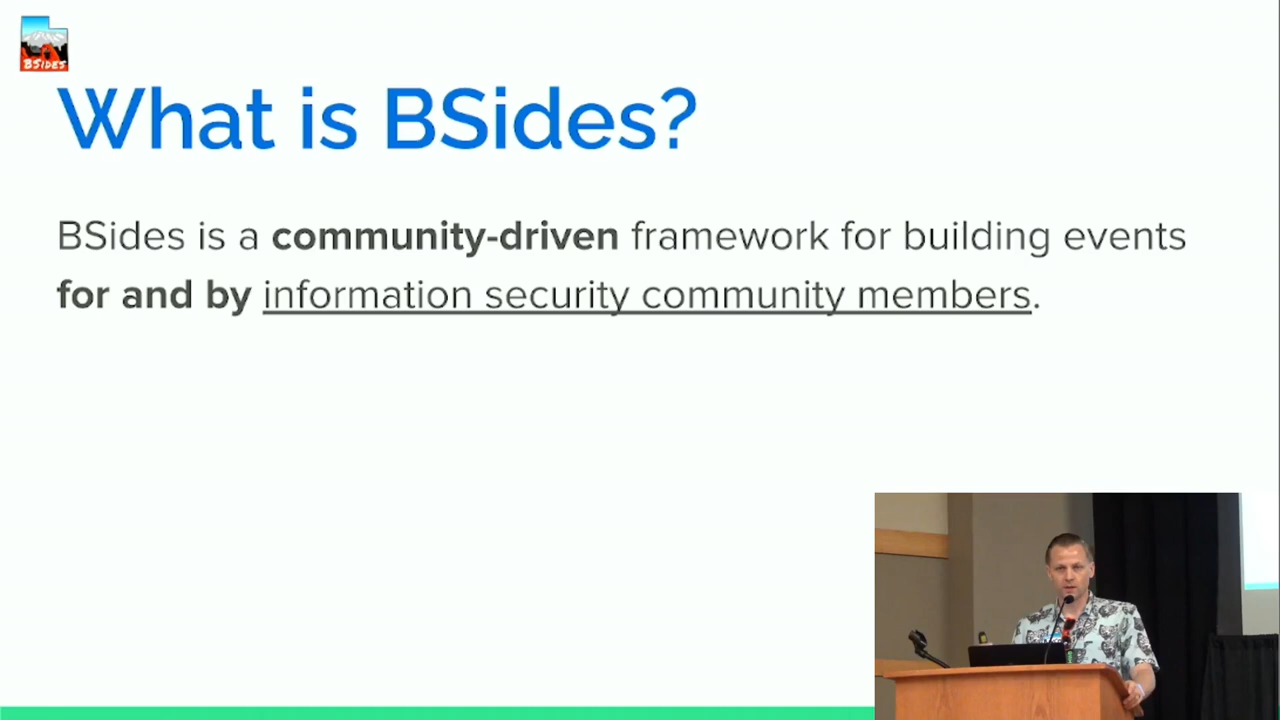 BSiDES
What is BSides?
BSides is a community-driven framework for building events
for and by information security community members.